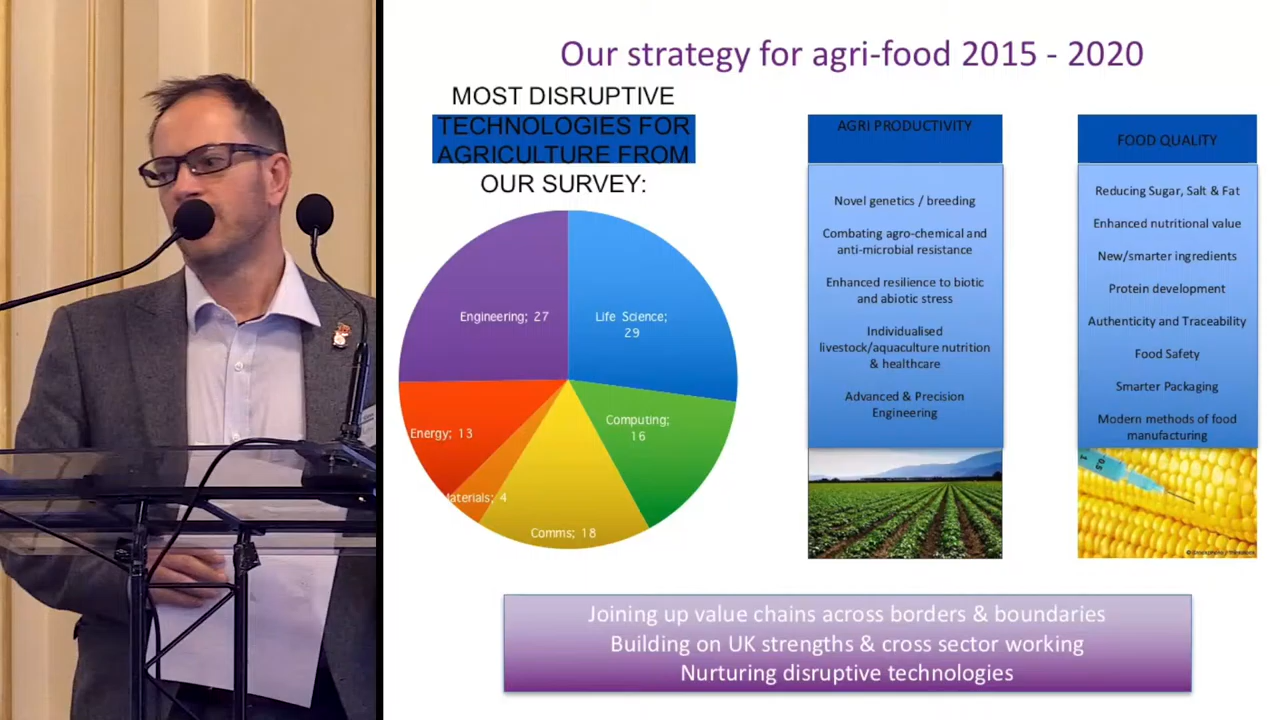 Our strategy for agri-food 2015 - 2020
MOST DISRUPTIVE
TECHNOLOGIES FOR
AGRICULTURE FROM
OUR SURVEY:
Engineering; 27
Life Science;
29
Computing;
16
Energy; 13
Materials; 4
Comms; 18
AGRI PRODUCTIVITY
Novel genetics / breeding
Combating agro-chemical and
anti-microbial resistance
Enhanced resilience to biotic
and abiotic stress
Individualised
livestock/aquaculture nutrition
& healthcare
Advanced & Precision
Engineering
FOOD QUALITY
Reducing Sugar, Salt & Fat
Enhanced nutritional value
New/smarter ingredients
Protein development
Authenticity and Traceability
Food Safety
Smarter Packaging
Modern methods of food
manufacturing
Joining up value chains across borders & boundaries
Building on UK strengths & cross sector working
Nurturing disruptive technologies